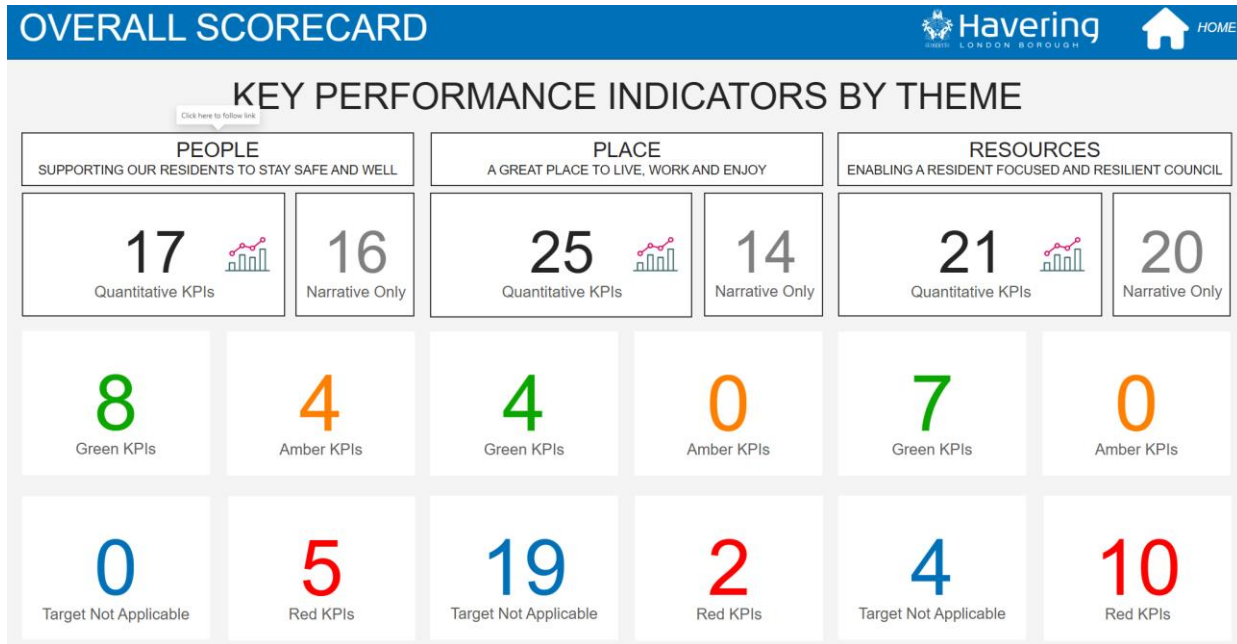 OVERALL SCORECARD
Havering
LONDON BOROUGH
HOME
KEY PERFORMANCE INDICATORS BY THEME
Click here to follow link
PEOPLE
SUPPORTING OUR RESIDENTS TO STAY SAFE AND WELL
PLACE
A GREAT PLACE TO LIVE, WORK AND ENJOY
RESOURCES
ENABLING A RESIDENT FOCUSED AND RESILIENT COUNCIL
17
Quantitative KPIs
16
Narrative Only
25
Quantitative KPIs
14
Narrative Only
21
Quantitative KPIs
20
Narrative Only
8
Green KPIs
4
Amber KPIs
4
Green KPIs
0
Amber KPIs
7
Green KPIs
0
Amber KPIs
0
Target Not Applicable
5
Red KPIs
19
Target Not Applicable
2
Red KPIs
4
Target Not Applicable
10
Red KPIs